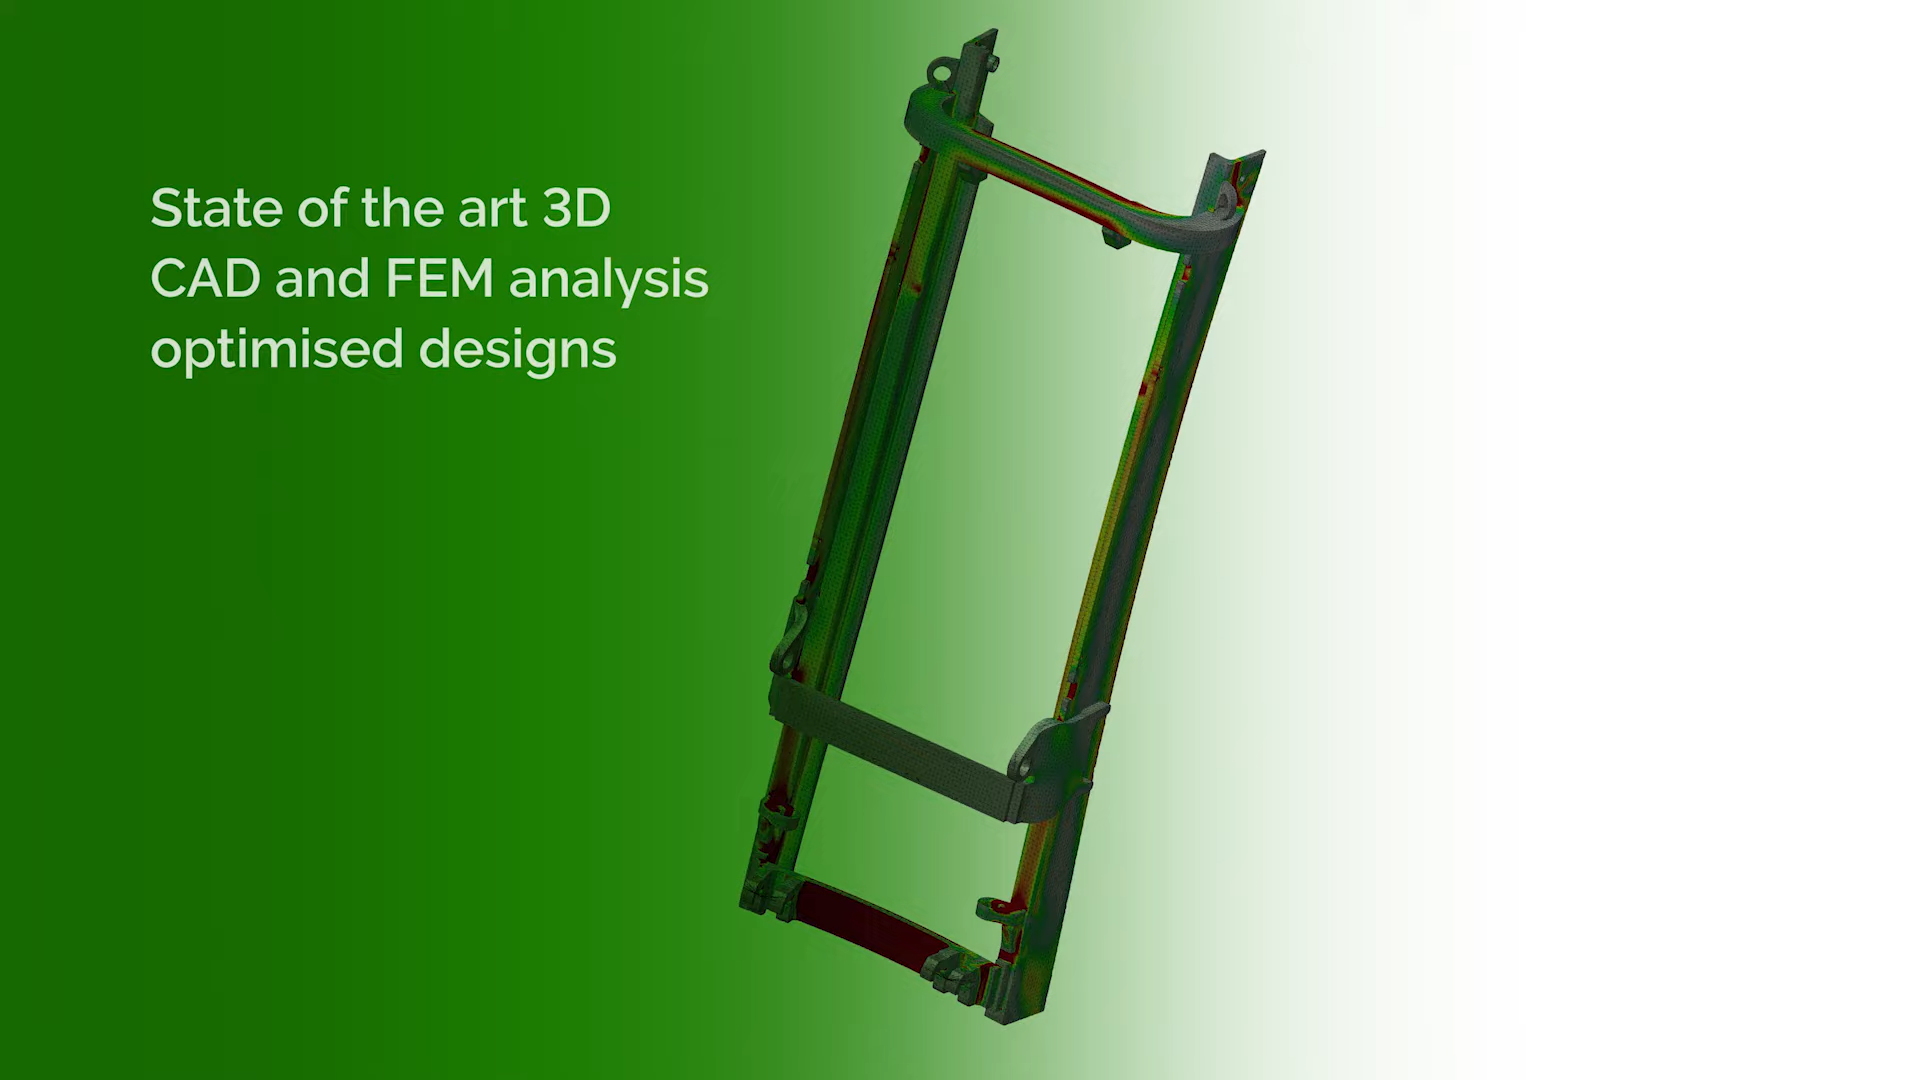 State of the art 3D
CAD and FEM analysis
optimised designs